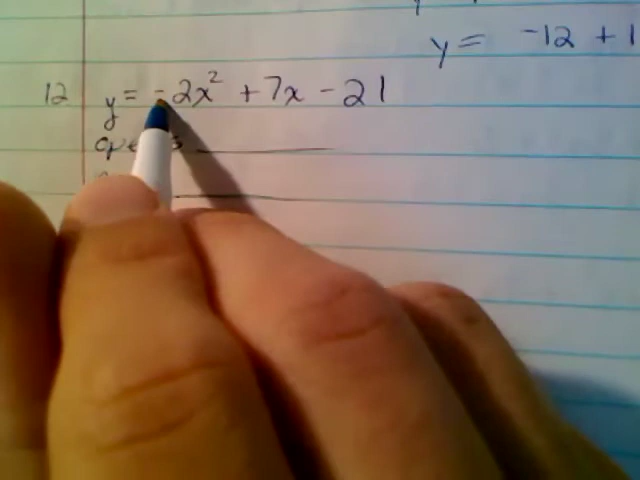 y = -12 + 1
12 y = -2x² + 7x - 21